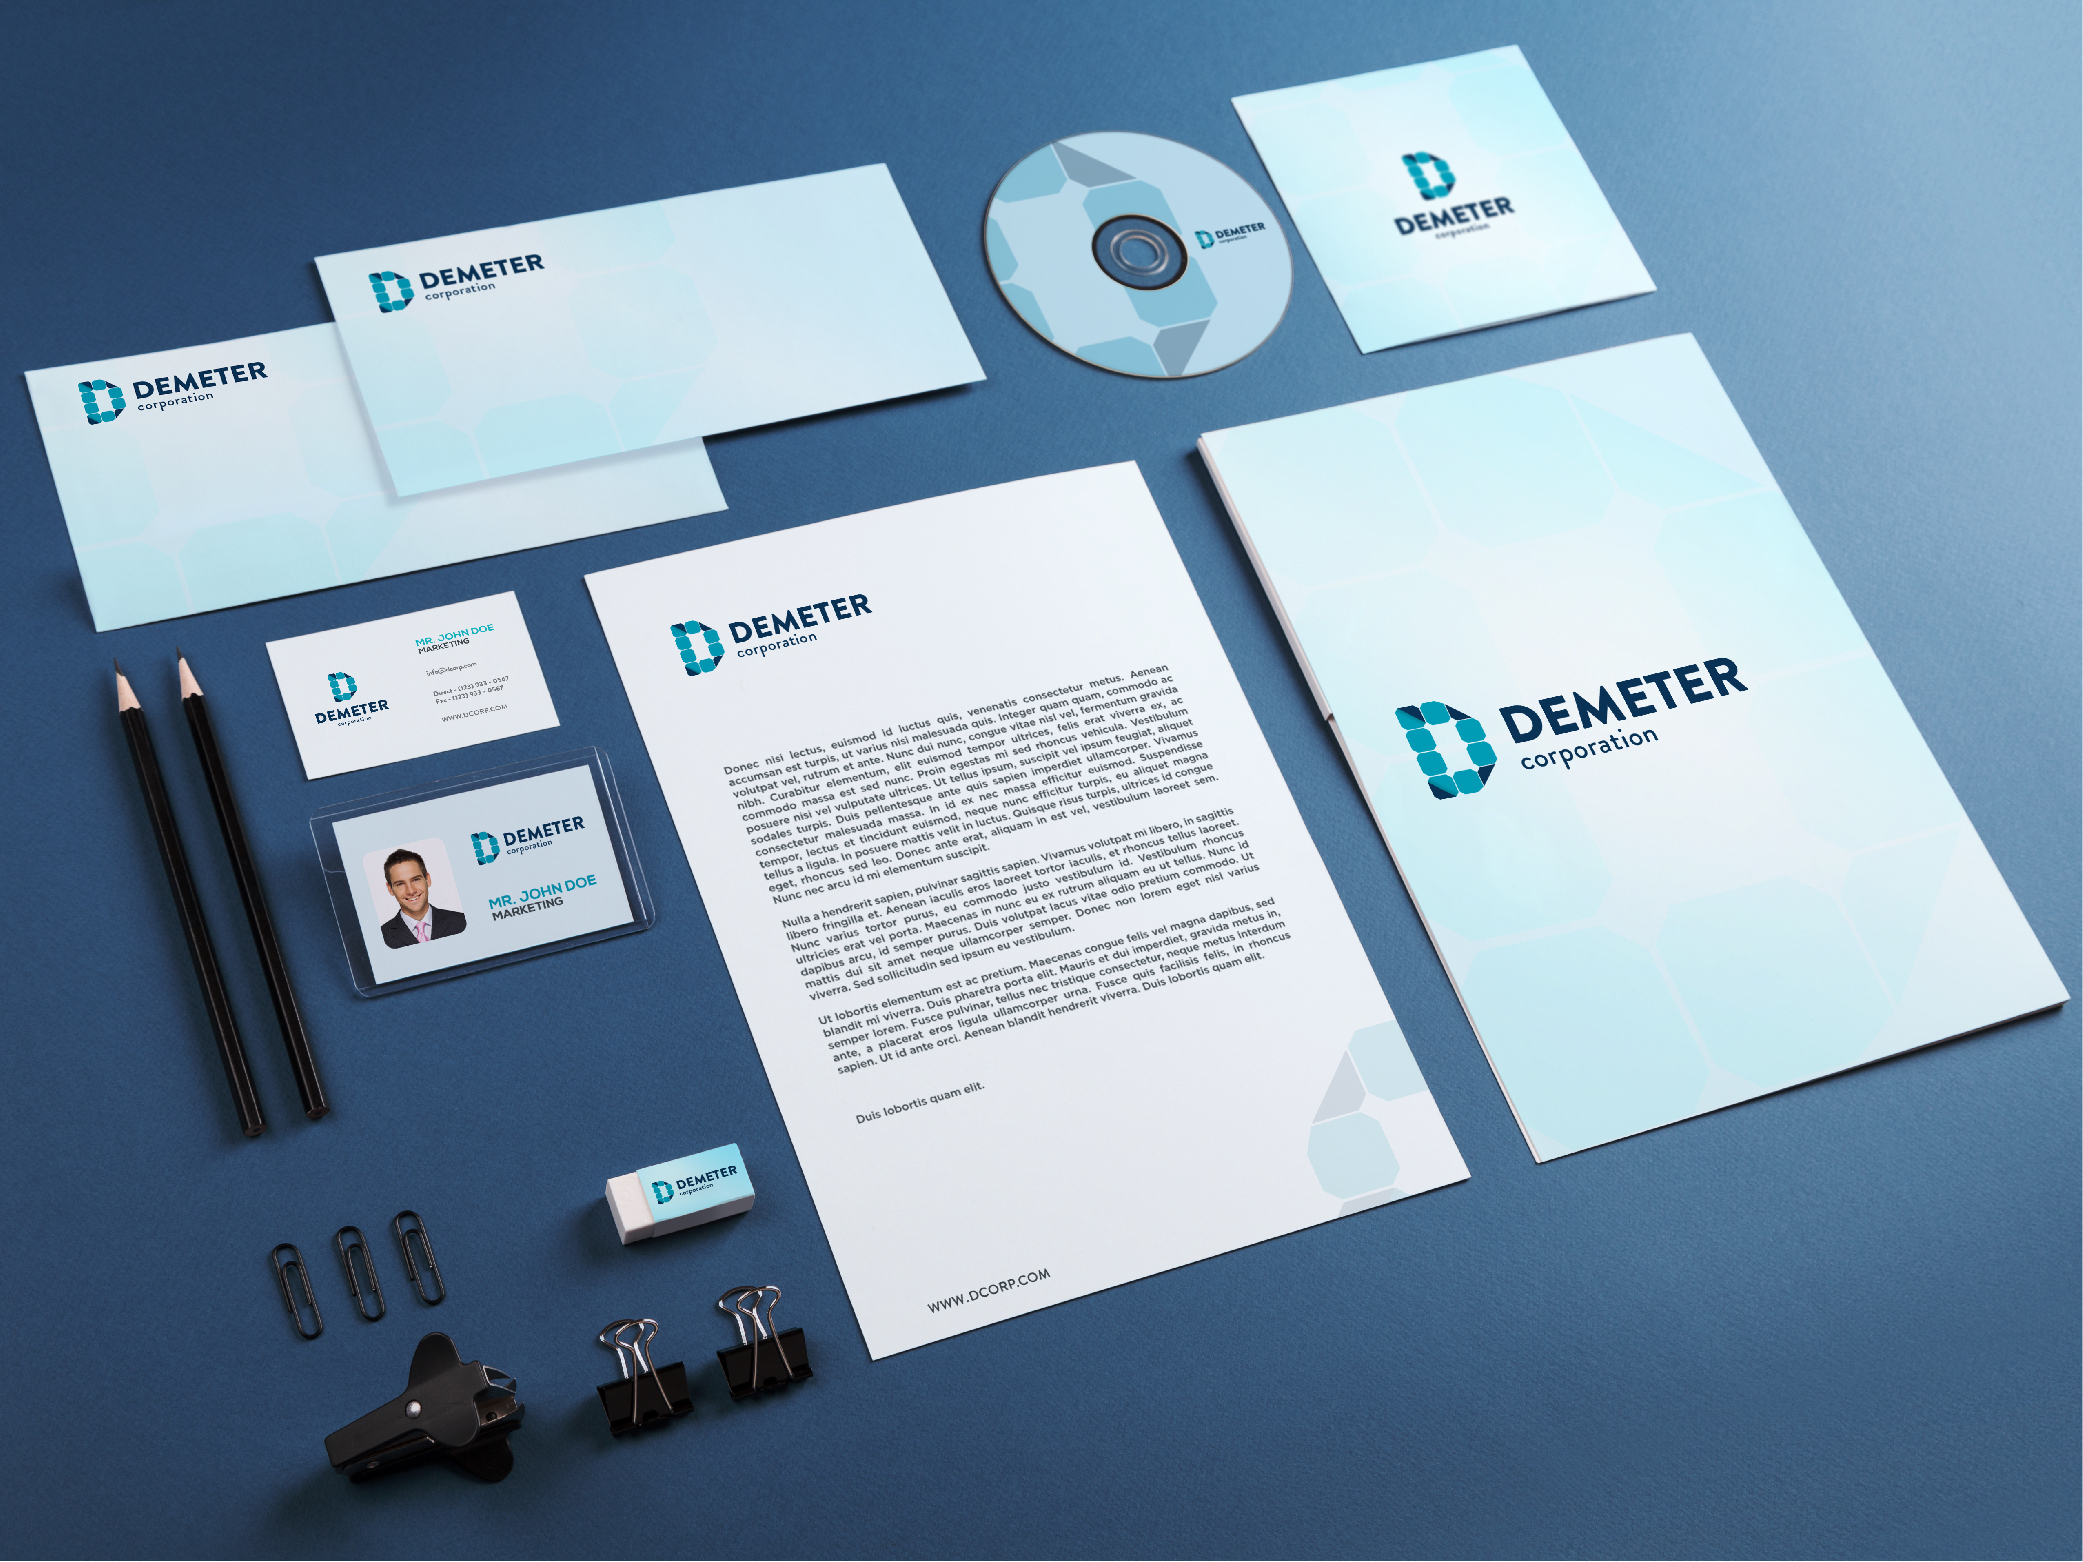 DEMETER
corporation
DEMETER
corporation
DEMETER
corporation
DEMETER
corporation
MR. JOHN DOE
MARKETING
info@dcorp.com
Direct - (123) 933 - 0567
Fax - (123) 933 - 0567
WWW.DCORP.COM
DEMETER
corporation
DEMETER
corporation
MR. JOHN DOE
MARKETING
DEMETER
corporation
Donec nisi lectus, euismod id luctus quis, venenatis consectetur metus. Aenean
accumsan est turpis, ut varius nisi malesuada quis. Integer quam quam, commodo ac
volutpat vel, rutrum et ante. Nunc dui nunc, congue vitae nisl vel, fermentum gravida
nibh. Curabitur elementum, elit euismod tempor ultrices, felis erat viverra ex, ac
commodo massa est sed nunc. Proin egestas mi sed rhoncus vehicula. Vestibulum
posuere nisi vel vulputate ultrices. Ut tellus ipsum, suscipit vel ipsum feugiat, aliquet
sodales turpis. Duis pellentesque ante quis sapien imperdiet ullamcorper. Vivamus
consectetur malesuada massa. In id ex nec massa efficitur euismod. Suspendisse
tempor, lectus et tincidunt euismod, neque nunc efficitur turpis, eu aliquet magna
tellus a ligula. In posuere mattis velit in luctus. Quisque risus turpis, ultrices id congue
eget, rhoncus sed leo. Donec ante erat, aliquam in est vel, vestibulum laoreet sem.
Nunc nec arcu id mi elementum suscipit.
Nulla a hendrerit sapien, pulvinar sagittis sapien. Vivamus volutpat mi libero, in sagittis
libero fringilla et. Aenean iaculis eros laoreet tortor iaculis, et rhoncus tellus laoreet.
Nunc varius tortor purus, eu commodo justo vestibulum id. Vestibulum rhoncus
ultricies erat vel porta. Maecenas in nunc eu ex rutrum aliquam eu ut tellus. Nunc id
dapibus arcu, id semper purus. Duis volutpat lacus vitae odio pretium commodo. Ut
mattis dui sit amet neque ullamcorper semper. Donec non lorem eget nisl varius
viverra. Sed sollicitudin sed ipsum eu vestibulum.
Ut lobortis elementum est ac pretium. Maecenas congue felis vel magna dapibus, sed
blandit mi viverra. Duis pharetra porta elit. Mauris et dui imperdiet, gravida metus in,
semper lorem. Fusce pulvinar, tellus nec tristique consectetur, neque metus interdum
ante, a placerat eros ligula ullamcorper urna. Fusce quis facilisis felis, in rhoncus
sapien. Ut id ante orci. Aenean blandit hendrerit viverra. Duis lobortis quam elit.
Duis lobortis quam elit.
WWW.DCORP.COM
DEMETER
corporation
DEMETER
corporation